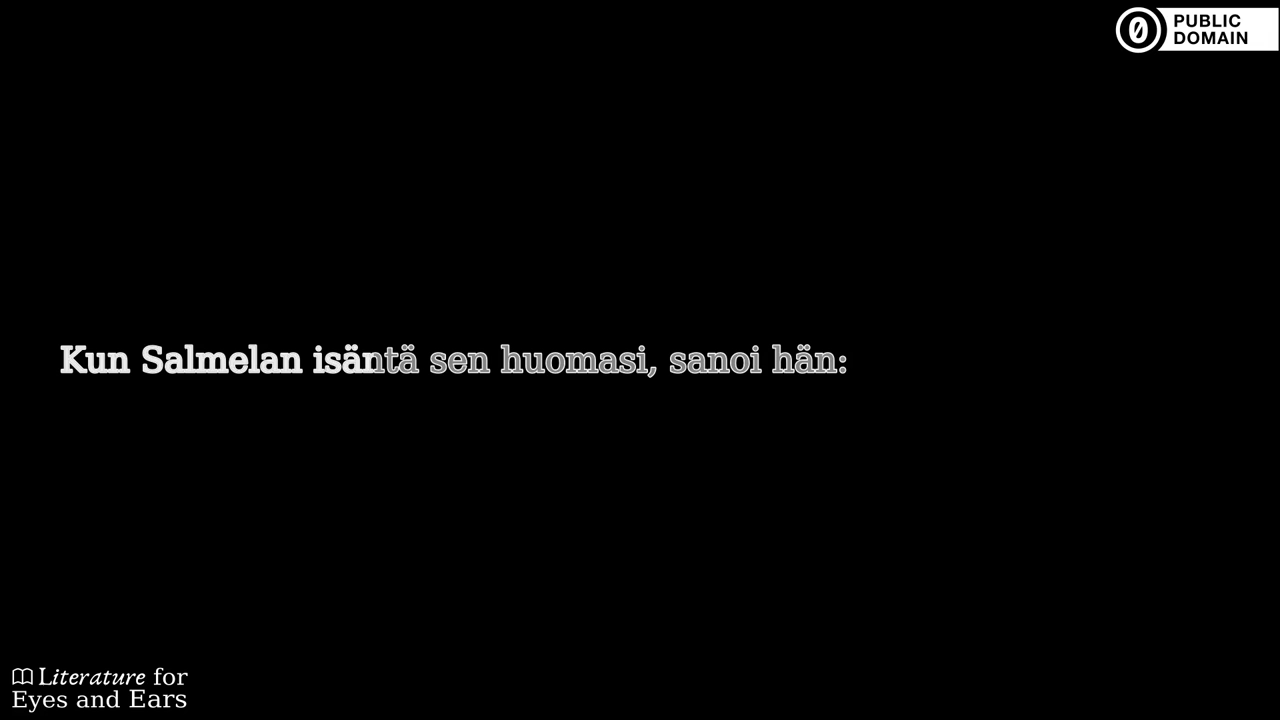 PUBLIC
DOMAIN
Kun Salmelan isäntä sen huomasi, sanoi hän:
Literature for
Eyes and Ears